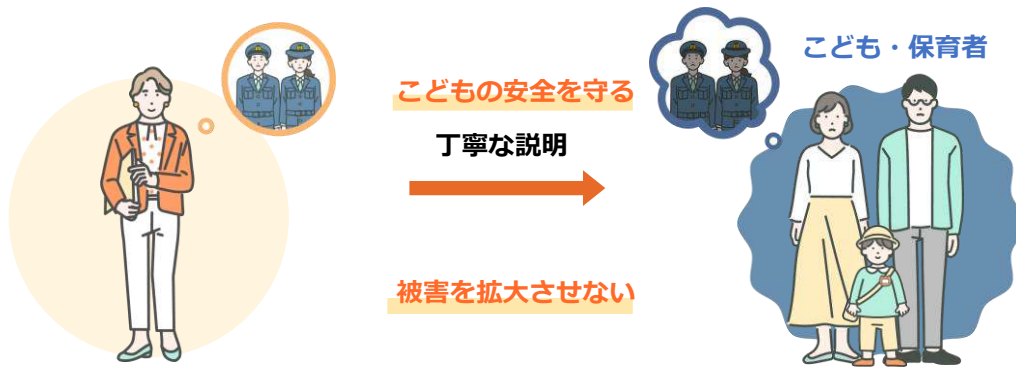 こども・保育者
こどもの安全を守る
丁寧な説明
被害を拡大させない